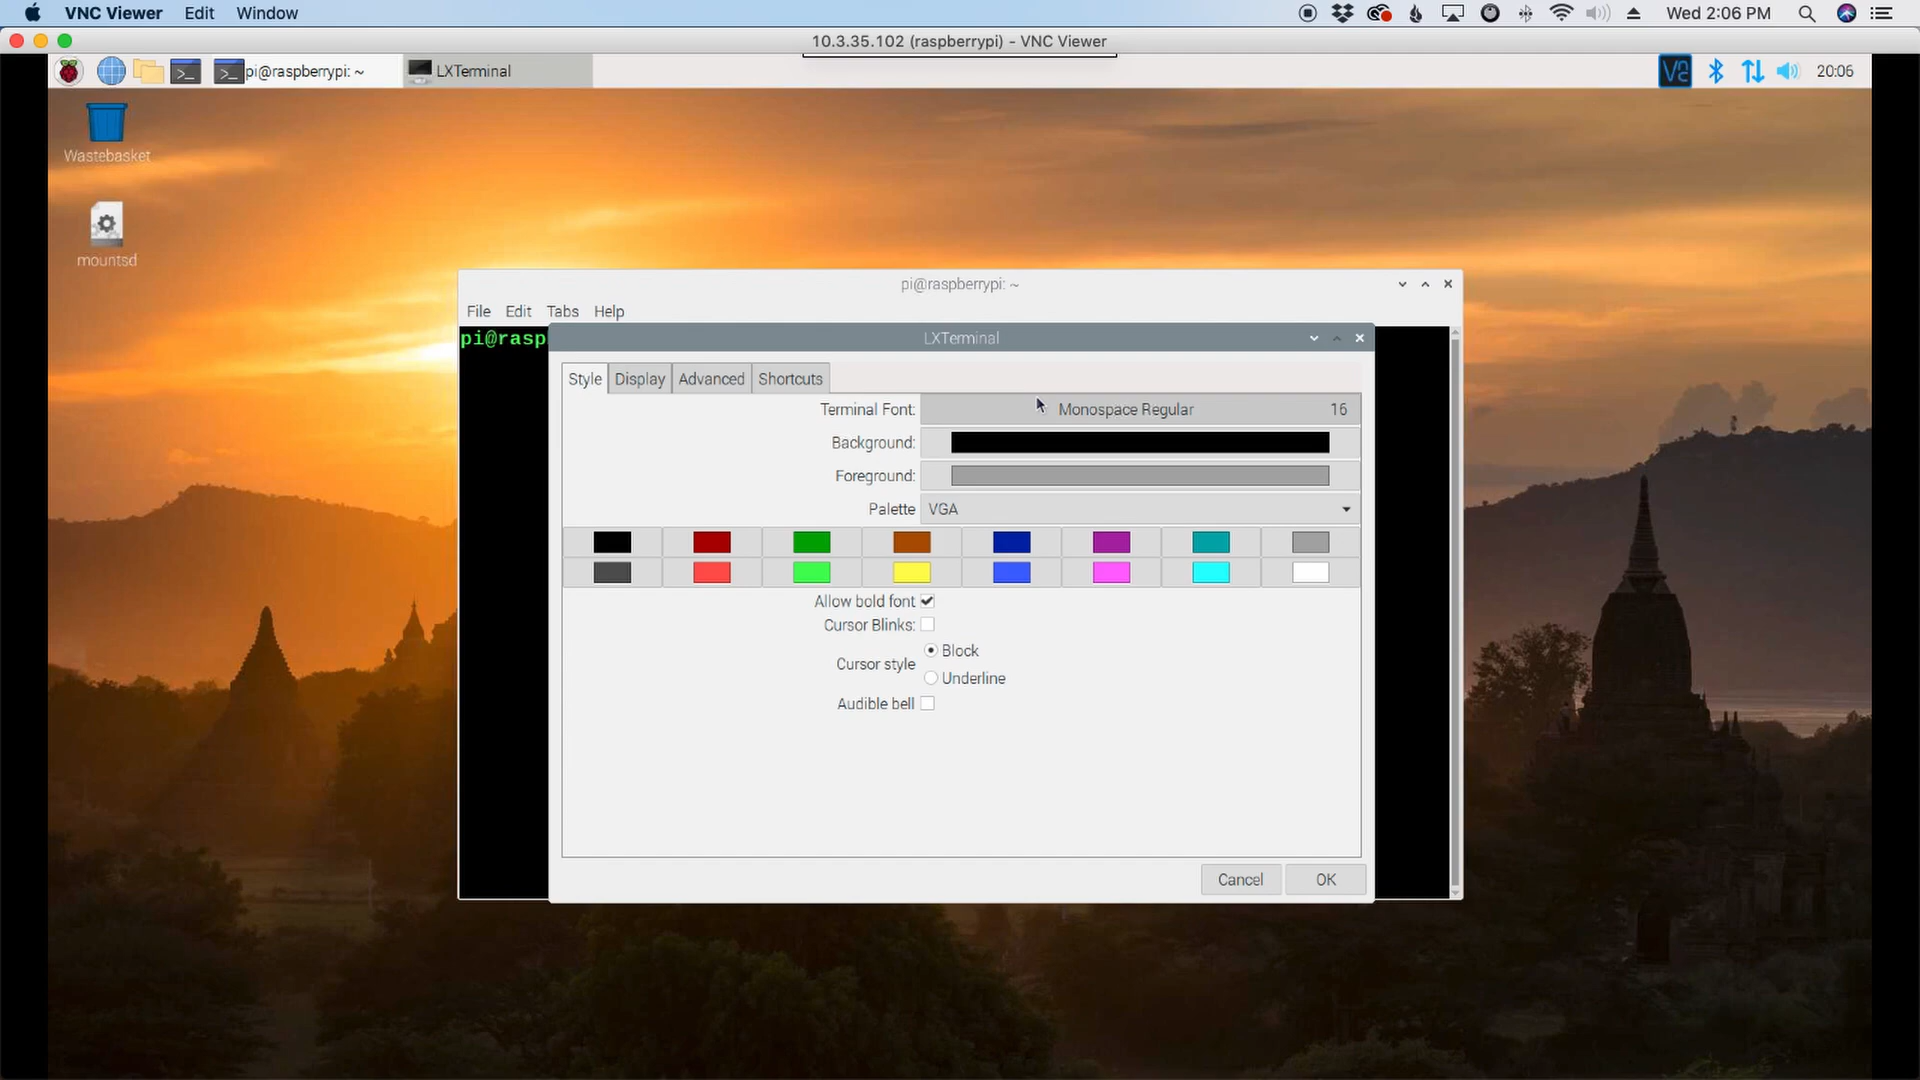 VNC Viewer Edit Window Wed 2:06 PM
10.3.35.102 (raspberrypi) - VNC Viewer
pi@raspberrypi: ~ LXTerminal 20:06
Wastebasket
mountsd
pi@raspberrypi: ~
File Edit Tabs Help
pi@rasp
LXTerminal
Style Display Advanced Shortcuts
Terminal Font: Monospace Regular 16
Background:
Foreground:
Palette VGA
Allow bold font
Cursor Blinks:
Cursor style
Block
Underline
Audible bell
Cancel OK